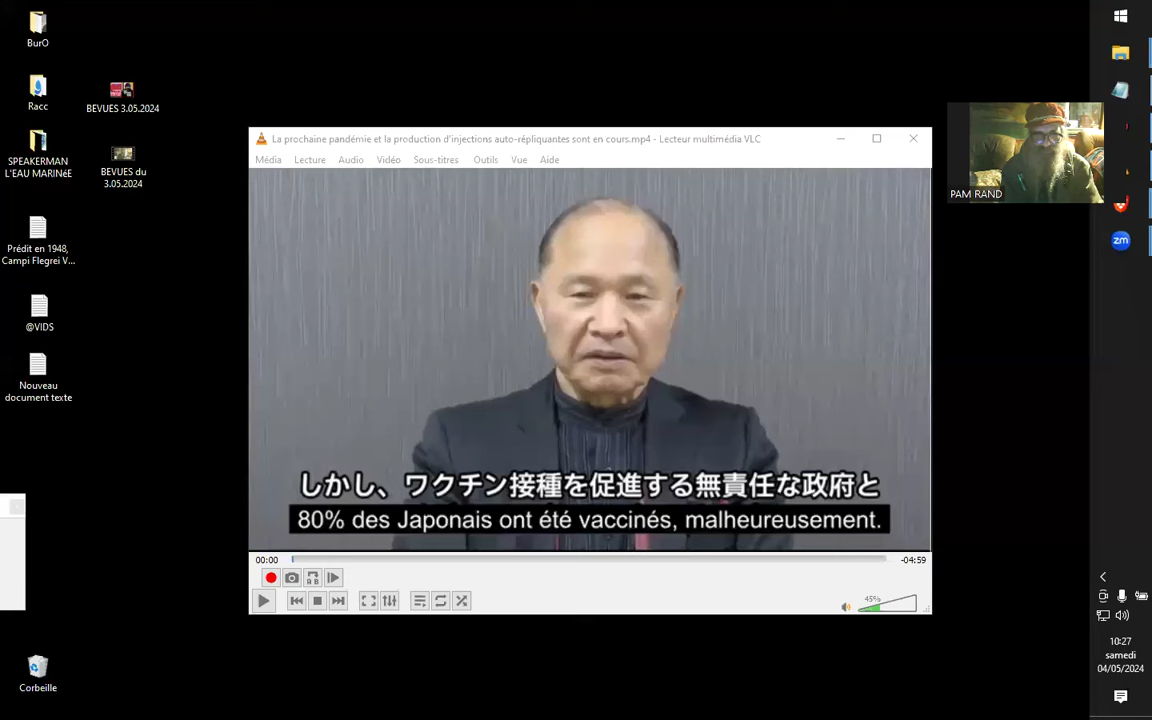 BurO
Racc
BEVUES 3.05.2024
SPEAKERMAN
L'EAU MARINéE
BEVUES du
3.05.2024
Prédit en 1948,
Campi Flegrei V...
@VIDS
Nouveau
document texte
Corbeille
La prochaine pandémie et la production d'injections auto-répliquantes sont en cours.mp4 - Lecteur multimédia VLC
Média Lecture Audio Vidéo Sous-titres Outils Vue Aide
しかし、ワクチン接種を促進する無責任な政府と
80% des Japonais ont été vaccinés, malheureusement.
00:00
-04:59
45%
PAM RAND
zm
10:27
samedi
04/05/2024